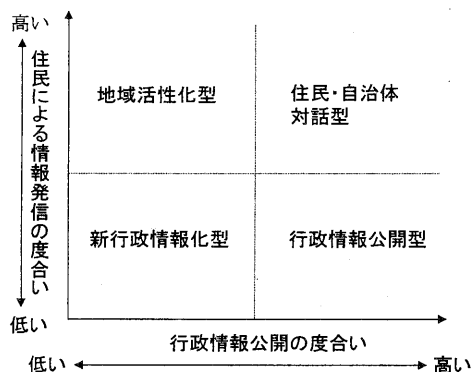 高い
住民による情報発信の度合い
低い
地域活性化型
住民・自治体
対話型
新行政情報化型
行政情報公開型
行政情報公開の度合い
低い
高い